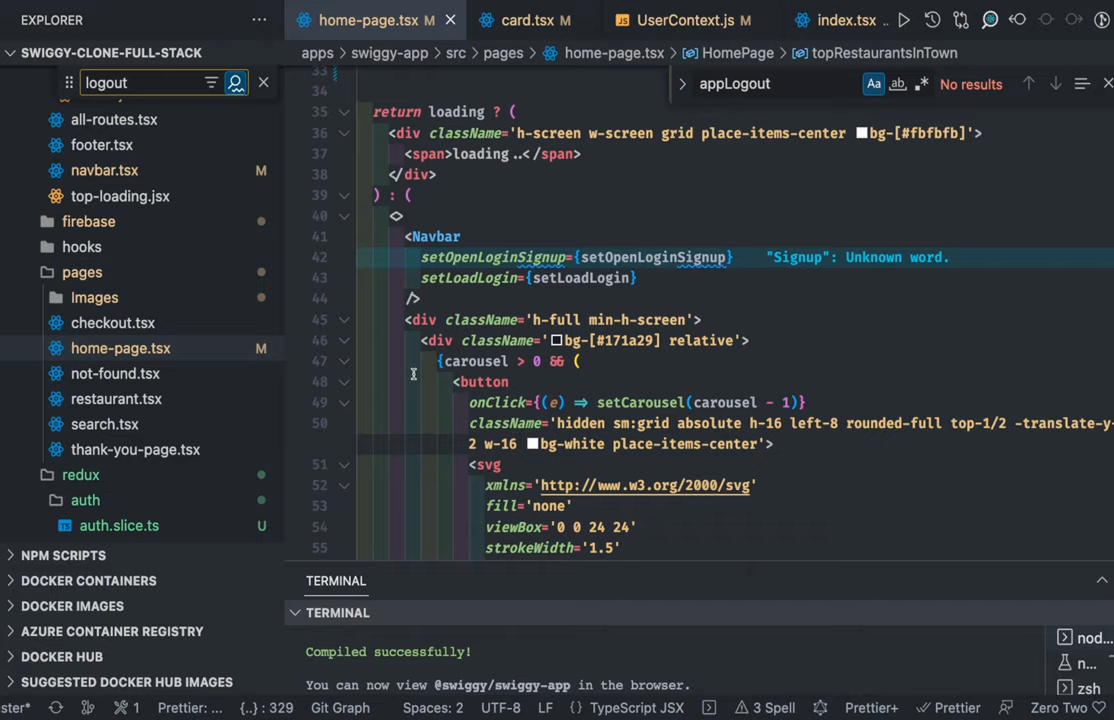 EXPLORER
home-page.tsx M
card.tsx M
UserContext.js M
index.tsx
SWIGGY-CLONE-FULL-STACK
apps > swiggy-app > src > pages > home-page.tsx > HomePage > topRestaurantsInTown
logout
appLogout Aa ab No results
all-routes.tsx
footer.tsx
navbar.tsx M
top-loading.jsx
firebase
hooks
pages
Images
checkout.tsx
home-page.tsx M
not-found.tsx
restaurant.tsx
search.tsx
thank-you-page.tsx
redux
auth
auth.slice.ts U
NPM SCRIPTS
DOCKER CONTAINERS
DOCKER IMAGES
AZURE CONTAINER REGISTRY
DOCKER HUB
SUGGESTED DOCKER HUB IMAGES
33
34
35 return loading ? (
36 <div className='h-screen w-screen grid place-items-center bg-[#fbfbfb]'>
37 <span>loading..</span>
38 </div>
39 ) : (
40 <>
41 <Navbar
42 setOpenLoginSignup={setOpenLoginSignup} "Signup": Unknown word.
43 setLoadLogin={setLoadLogin}
44 />
45 <div className='h-full min-h-screen'>
46 <div className='bg-[#171a29] relative'>
47 {carousel > 0 && (
48 <button
49 onClick={(e) => setCarousel(carousel - 1)}
50 className='hidden sm:grid absolute h-16 left-8 rounded-full top-1/2 -translate-y-
2 w-16 bg-white place-items-center'>
51 <svg
52 xmlns='http://www.w3.org/2000/svg'
53 fill='none'
54 viewBox='0 0 24 24'
55 strokeWidth='1.5'
TERMINAL
TERMINAL
Compiled successfully!
You can now view @swiggy/swiggy-app in the browser.
nod...
n...
zsh
ster* 1 Prettier: ... {..} : 329 Git Graph Spaces: 2 UTF-8 LF {} TypeScript JSX 3 Spell Prettier+ Prettier Zero Two